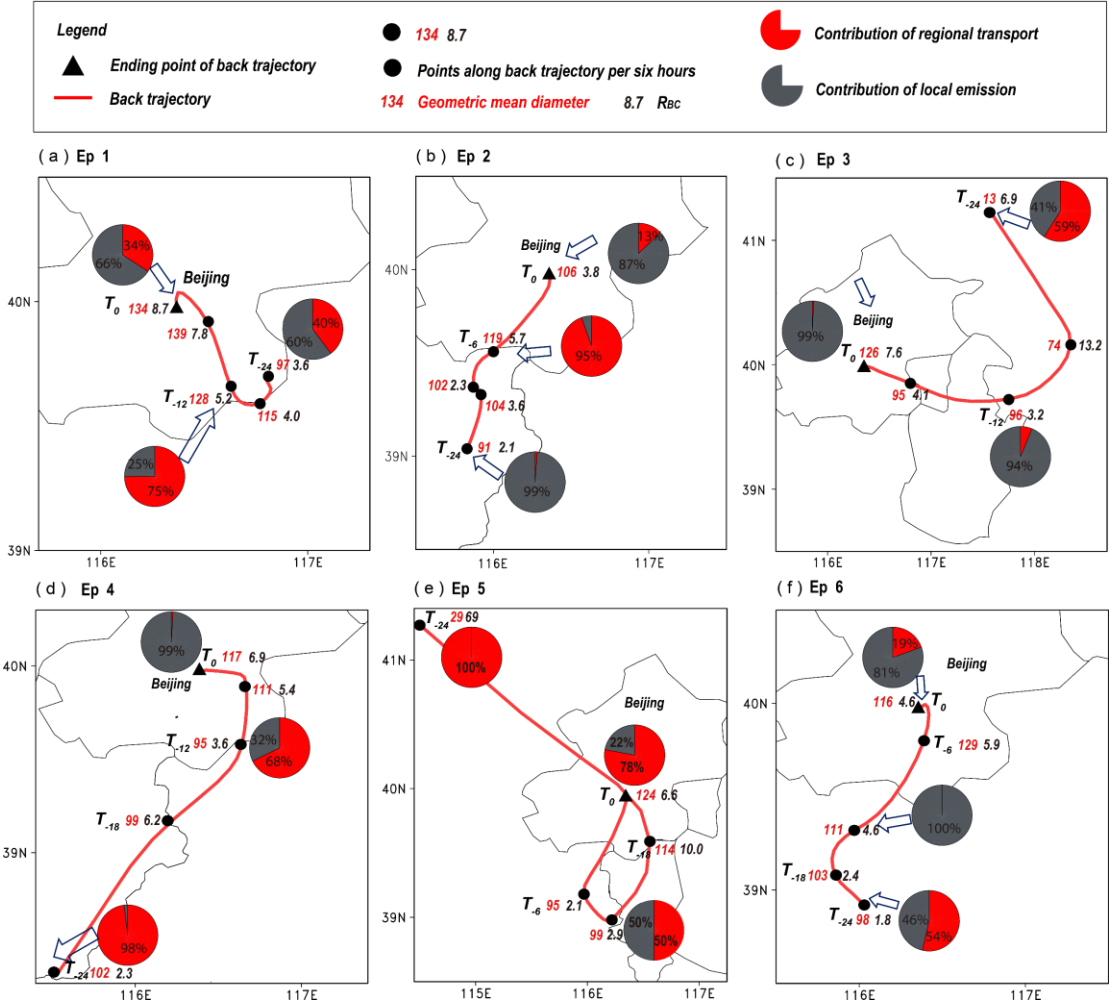 Legend
134 8.7
Contribution of regional transport
Ending point of back trajectory
Points along back trajectory per six hours
Contribution of local emission
Back trajectory
134 Geometric mean diameter 8.7 RBC
(a) Ep 1
34%
66%
Beijing
40N
T0 134 8.7
139 7.8
40%
60%
T-24 97 3.6
T-12 128 5.2
115 4.0
25%
75%
39N
116E 117E
(b) Ep 2
13%
87%
Beijing
40N
T0 106 3.8
T-6 119 5.7
95%
102 2.3
104 3.6
T-24 91 2.1
39N
99%
116E 117E
(c) Ep 3
T-24 13 6.9
41%
59%
41N
99%
Beijing
T0 126 7.6
74 13.2
40N
95 4.1
T-12 96 3.2
94%
39N
116E 117E 118E
(d) Ep 4
99%
T0 117 6.9
40N
Beijing
111 5.4
T-12 95 3.6
32%
68%
T-18 99 6.2
39N
98%
T-24 102 2.3
116E 117E
(e) Ep 5
T-24 29 69
41N
100%
Beijing
22%
78%
40N
T0 124 6.6
T-18 114 10.0
T-6 95 2.1
99 2.9
50%
50%
39N
115E 116E 117E
(f) Ep 6
19%
81%
Beijing
116 4.6 T0
40N
T-6 129 5.9
111 4.6
100%
T-18 103 2.4
39N
T-24 98 1.8
46%
54%
116E 117E